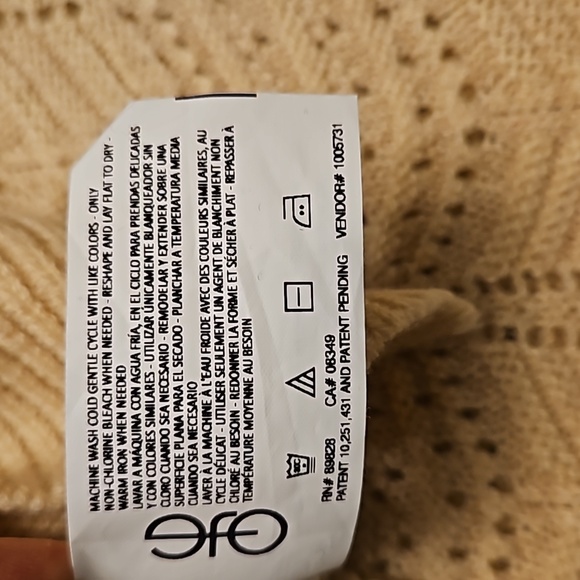 MACHINE WASH COLD GENTLE CYCLE WITH LIKE COLORS - ONLY
NON-CHLORINE BLEACH WHEN NEEDED - RESHAPE AND LAY FLAT TO DRY -
WARM IRON WHEN NEEDED
LAVAR A MÁQUINA CON AGUA FRÍA, EN EL CICLO PARA PRENDAS DELICADAS
Y CON COLORES SIMILARES - UTILIZAR ÚNICAMENTE BLANQUEADOR SIN
CLORO CUANDO SEA NECESARIO - REMODELAR Y EXTENDER SOBRE UNA
SUPERFICIE PLANA PARA EL SECADO - PLANCHAR A TEMPERATURA MEDIA
CUANDO SEA NECESARIO
LAVER À LA MACHINE À L'EAU FROIDE AVEC DES COULEURS SIMILAIRES, AU
CYCLE DÉLICAT - UTILISER SEULEMENT UN AGENT DE BLANCHIMENT NON
CHLORÉ AU BESOIN - REDONNER LA FORME ET SÉCHER À PLAT - REPASSER À
TEMPÉRATURE MOYENNE AU BESOIN
RN# 89828 CA# 08349 VENDOR# 1005731
PATENT 10,251,431 AND PATENT PENDING